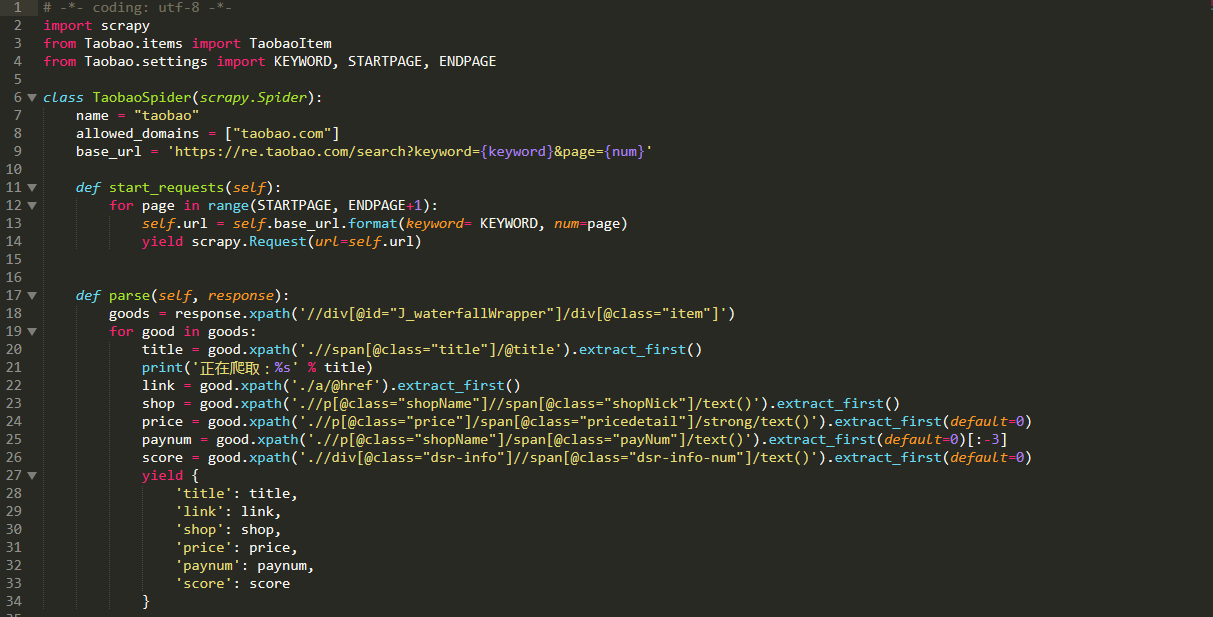 1 # -*- coding: utf-8 -*-
2 import scrapy
3 from Taobao.items import TaobaoItem
4 from Taobao.settings import KEYWORD, STARTPAGE, ENDPAGE
5
6 class TaobaoSpider(scrapy.Spider):
7     name = "taobao"
8     allowed_domains = ["taobao.com"]
9     base_url = 'https://re.taobao.com/search?keyword={keyword}&page={num}'
10
11     def start_requests(self):
12         for page in range(STARTPAGE, ENDPAGE+1):
13             self.url = self.base_url.format(keyword= KEYWORD, num=page)
14             yield scrapy.Request(url=self.url)
15
16
17     def parse(self, response):
18         goods = response.xpath('//div[@id="J_waterfallWrapper"]/div[@class="item"]')
19         for good in goods:
20             title = good.xpath('.//span[@class="title"]/@title').extract_first()
21             print('正在爬取：%s' % title)
22             link = good.xpath('./a/@href').extract_first()
23             shop = good.xpath('.//p[@class="shopName"]//span[@class="shopNick"]/text()').extract_first()
24             price = good.xpath('.//p[@class="price"]/span[@class="pricedetail"]/strong/text()').extract_first(default=0)
25             paynum = good.xpath('.//p[@class="shopName"]/span[@class="payNum"]/text()').extract_first(default=0)[:-3]
26             score = good.xpath('.//div[@class="dsr-info"]//span[@class="dsr-info-num"]/text()').extract_first(default=0)
27             yield {
28                 'title': title,
29                 'link': link,
30                 'shop': shop,
31                 'price': price,
32                 'paynum': paynum,
33                 'score': score
34             }